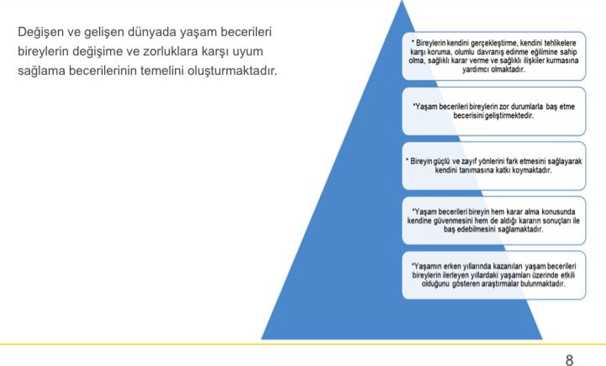 Değişen ve gelişen dünyada yaşam becerileri
bireylerin değişime ve zorluklara karşı uyum
sağlama becerilerinin temelini oluşturmaktadır.
* Bireylerin kendini gerçekleştirme, kendini tehlikelere
karşı koruma, olumlu davranış edinme eğilimine sahip
olma, sağlıklı karar verme ve sağlıklı ilişkiler kurmasına
yardımcı olmaktadır.
*Yaşam becerileri bireylerin zor durumlarla baş etme
becerisini geliştirmektedir.
* Bireyin güçlü ve zayıf yönlerini fark etmesini sağlayarak
kendini tanımasına katkı koymaktadır.
*Yaşam becerileri bireyin hem karar alma konusunda
kendine güvenmesini hem de aldığı kararın sonuçları ile
baş edebilmesini sağlamaktadır.
*Yaşamın erken yıllarında kazanılan yaşam becerileri
bireylerin ilerleyen yıllardaki yaşamları üzerinde etkili
olduğunu gösteren araştırmalar bulunmaktadır.
8